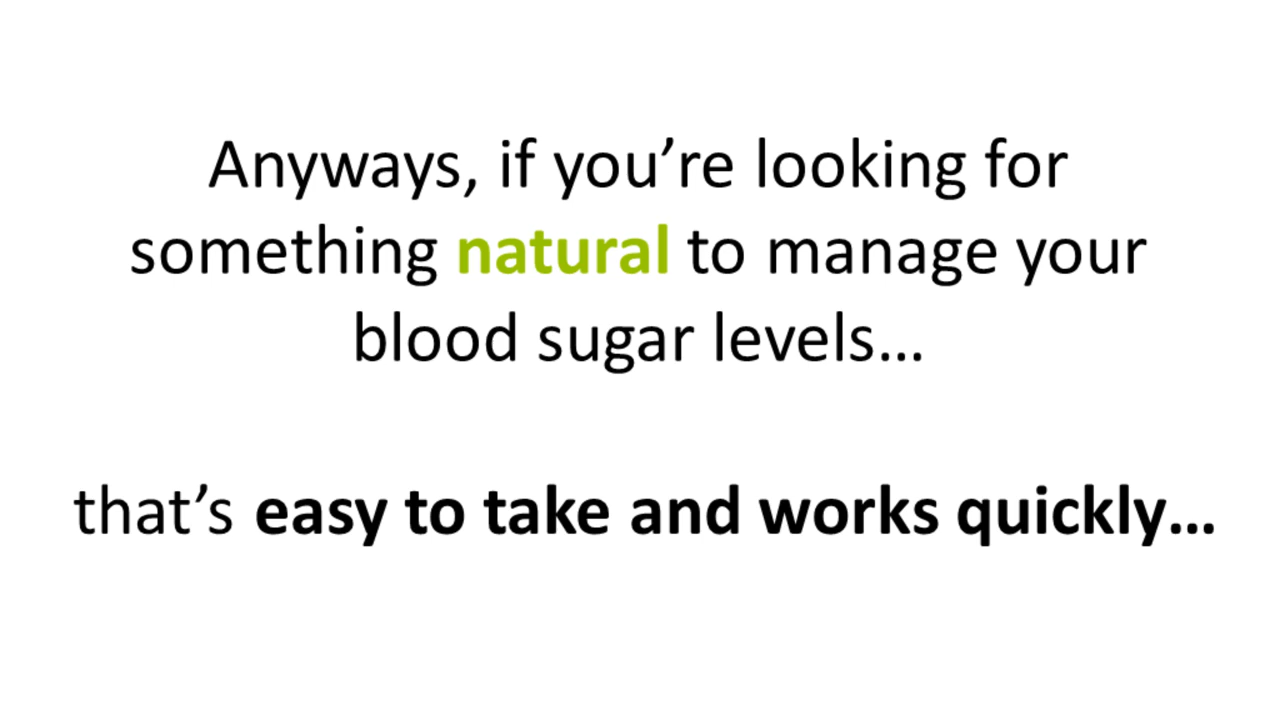 Anyways, if you’re looking for
something natural to manage your
blood sugar levels…
that’s easy to take and works quickly…